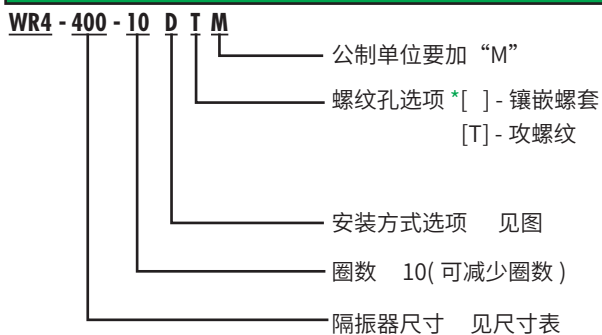 WR4 - 400 - 10 D T M
公制单位要加“M”
螺纹孔选项 *[ ] - 镶嵌螺套
[T] - 攻螺纹
安装方式选项 见图
圈数 10( 可减少圈数 )
隔振器尺寸 见尺寸表